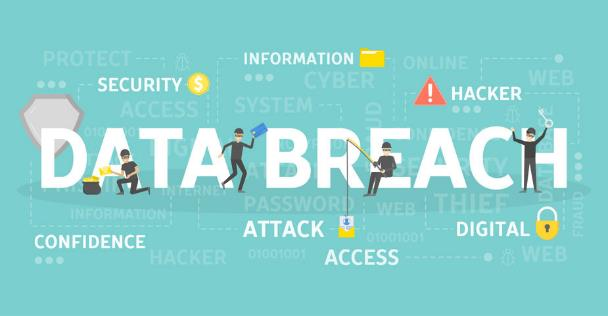 PROTECT
INFORMATION
ONLINE
SECURITY
$
CYBER
WEB
HACKER
ACCESS
SYSTEM
DATA BREACH
INTERNET
PASSWORD
WEB
THIEF
INFORMATION
FRAUD
ATTACK
DIGITAL
CONFIDENCE
01001001
HACKER
01001001
ACCESS
WEB